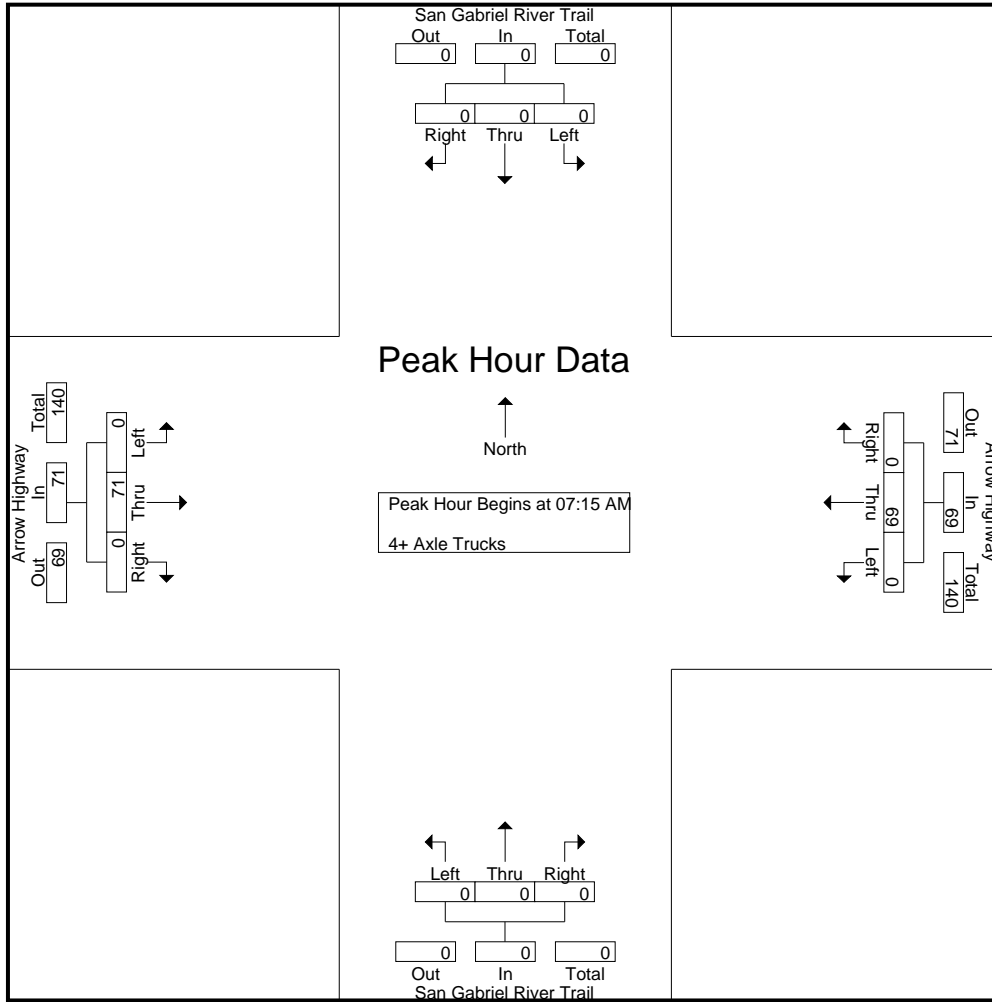 San Gabriel River Trail
Out In Total
0 0 0
0 0 0
Right Thru Left
Peak Hour Data
North
Peak Hour Begins at 07:15 AM
4+ Axle Trucks
Arrow Highway
Out In Total
69 71 140
0 71 0
Left Thru Right
Right Thru Left
0 69 0
71 69 140
Out In Total
Arrow Highway
Left Thru Right
0 0 0
0 0 0
Out In Total
San Gabriel River Trail